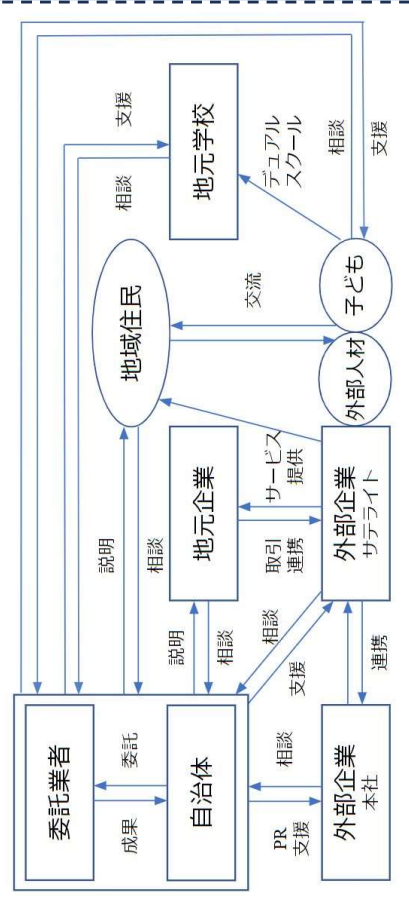 委託業者
成果
委託
自治体
PR
支援
相談
外部企業
本社
連携
説明
相談
説明
相談
相談
支援
地元企業
取引
連携
サービス
提供
外部企業
サテライト
地域住民
交流
外部人材
子ども
支援
相談
地元学校
デュアル
スクール
相談
支援